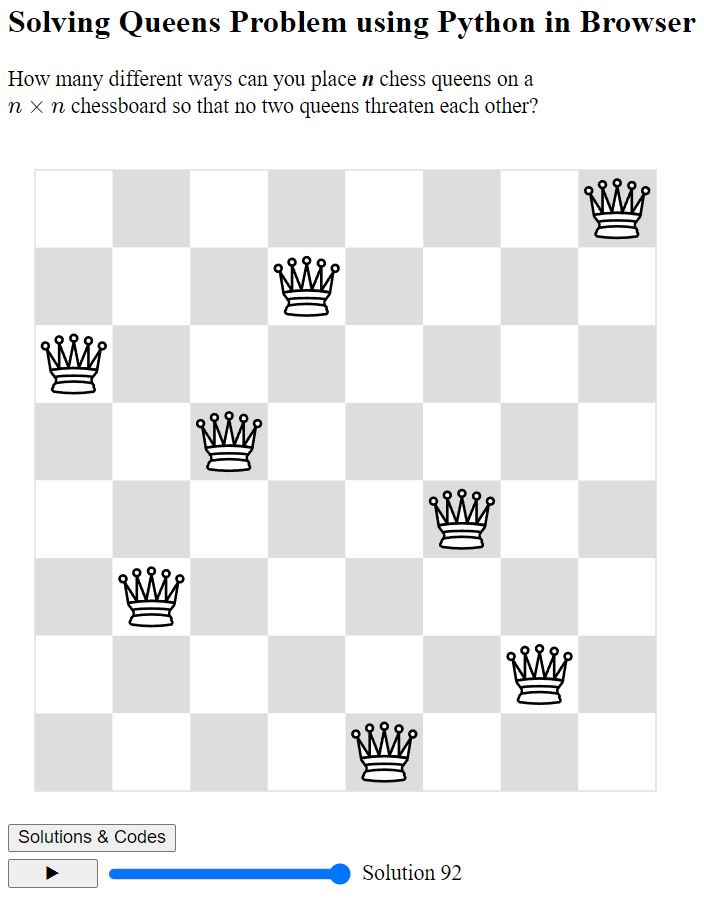 Solving Queens Problem using Python in Browser
How many different ways can you place n chess queens on a
n × n chessboard so that no two queens threaten each other?
Solutions & Codes
Solution 92